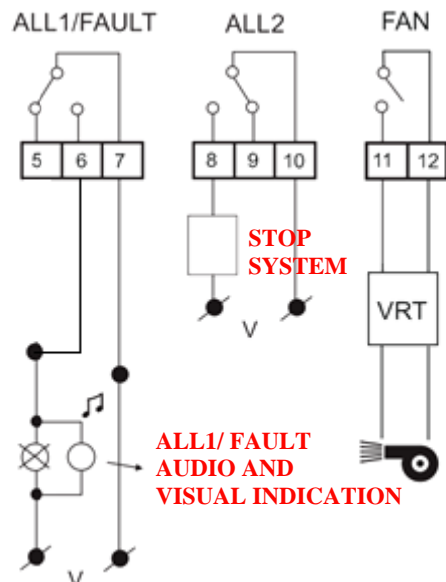 ALL1/FAULT ALL2 FAN
5 6 7 8 9 10 11 12
STOP
SYSTEM
VRT
V
ALL1/ FAULT
AUDIO AND
VISUAL INDICATION
V